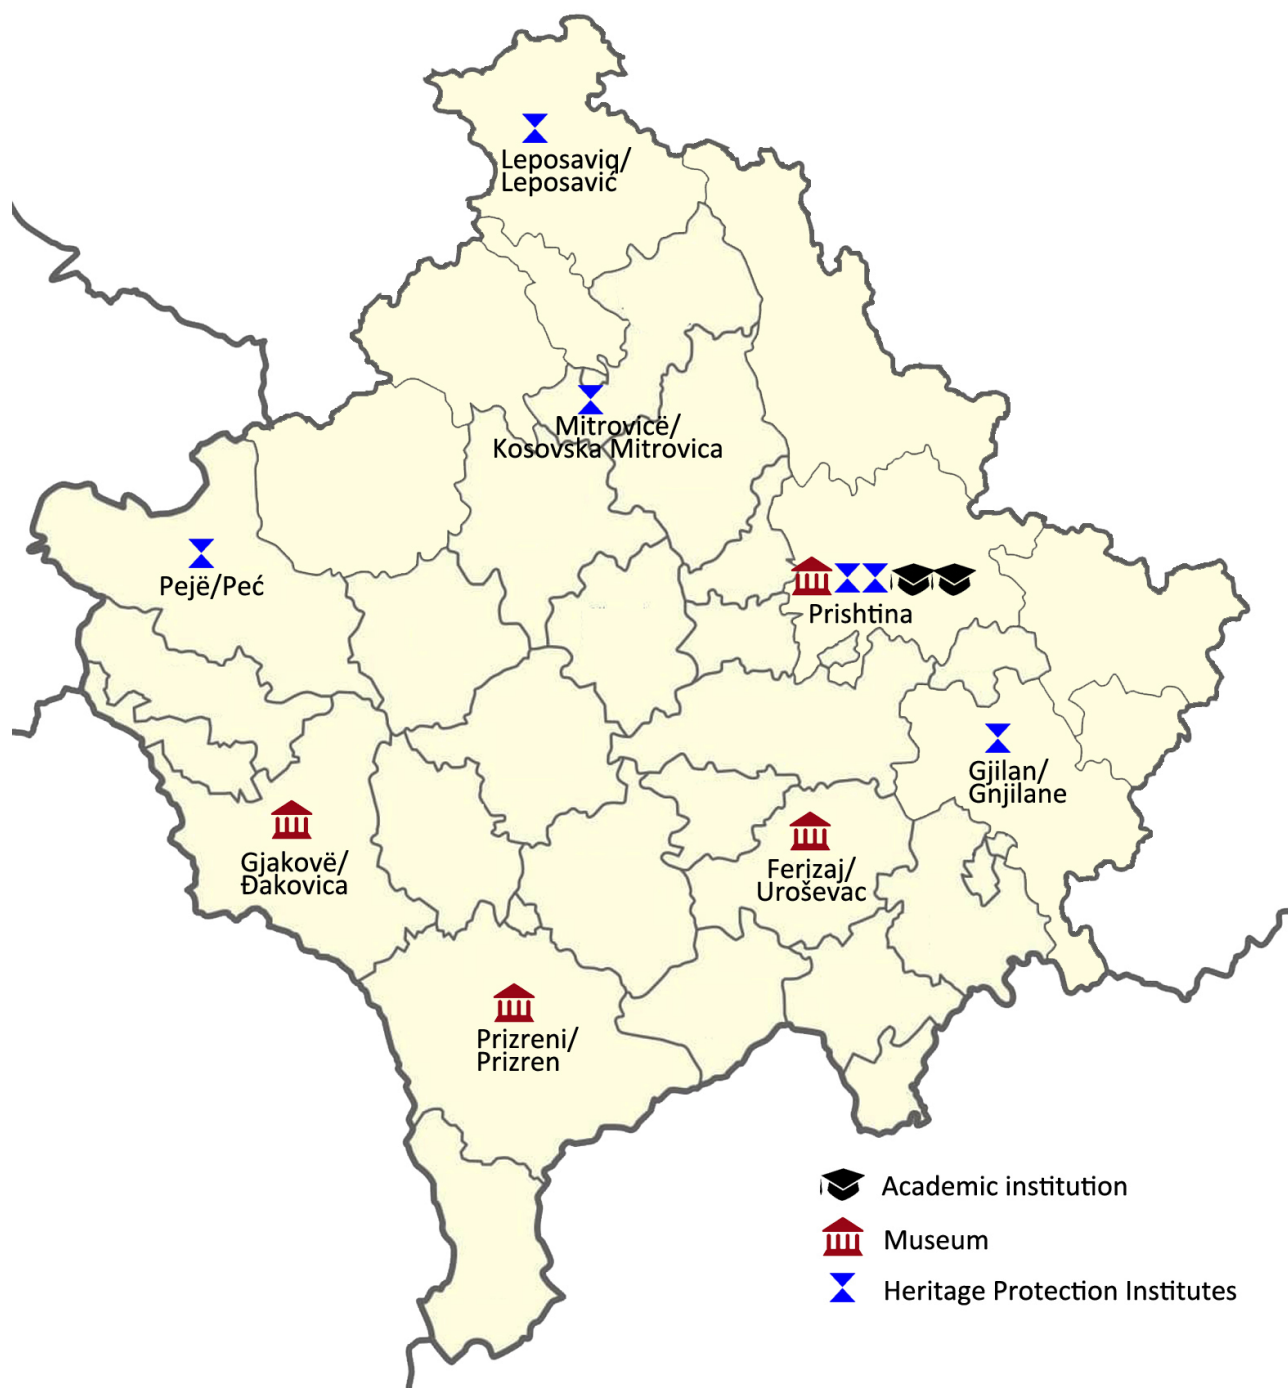 Leposaviq/
Leposavić
Mitrovicë/
Kosovska Mitrovica
Pejë/Peć
Prishtina
Gjilan/
Gnjilane
Gjakovë/
Đakovica
Ferizaj/
Uroševac
Prizreni/
Prizren
Academic institution
Museum
Heritage Protection Institutes